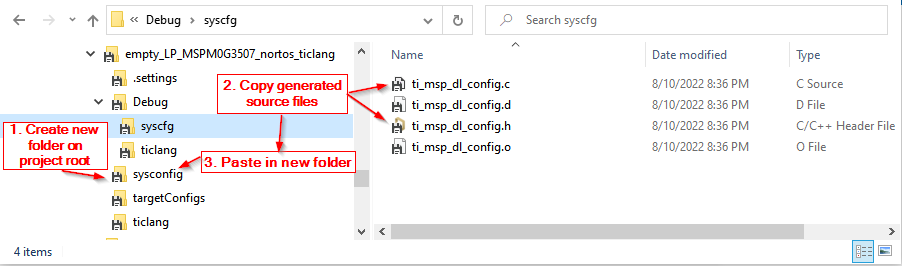 Debug
syscfg
Search syscfg
empty_LP_MSPM0G3507_nortos_ticlang
.settings
Debug
syscfg
ticlang
sysconfig
targetConfigs
ticlang
1. Create new
folder on
project root
2. Copy generated
source files
3. Paste in new folder
Name Date modified Type
ti_msp_dl_config.c 8/10/2022 8:36 PM C Source
ti_msp_dl_config.d 8/10/2022 8:36 PM D File
ti_msp_dl_config.h 8/10/2022 8:36 PM C/C++ Header File
ti_msp_dl_config.o 8/10/2022 8:36 PM O File
4 items